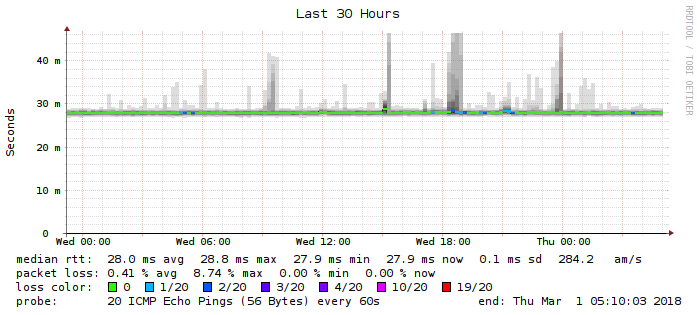 Last 30 Hours
RRDTOOL / TOBI OETIKER
Seconds
40 m
30 m
20 m
10 m
0
Wed 00:00 Wed 06:00 Wed 12:00 Wed 18:00 Thu 00:00
median rtt: 28.0 ms avg 28.8 ms max 27.9 ms min 27.9 ms now 0.1 ms sd 284.2 am/s
packet loss: 0.41 % avg 8.74 % max 0.00 % min 0.00 % now
loss color: 0 1/20 2/20 3/20 4/20 10/20 19/20
probe: 20 ICMP Echo Pings (56 Bytes) every 60s end: Thu Mar 1 05:10:03 2018